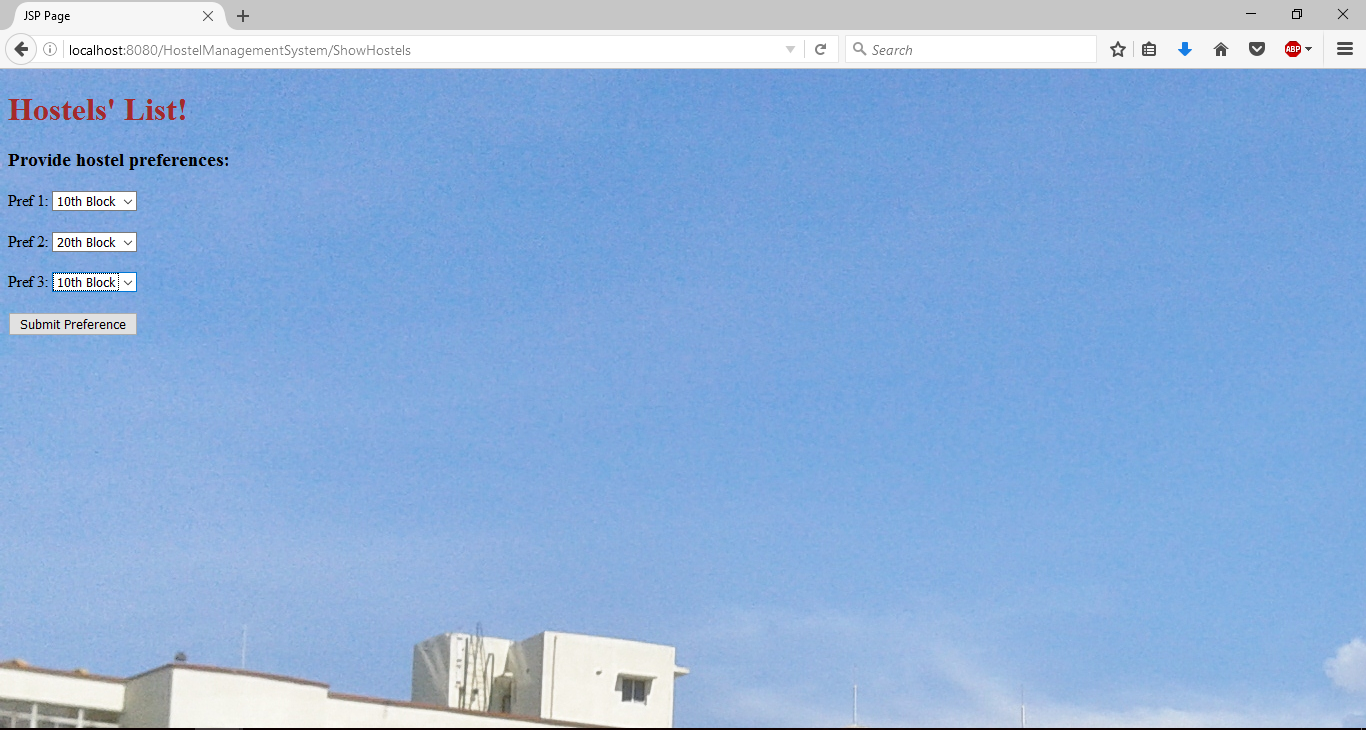 JSP Page
localhost:8080/HostelManagementSystem/ShowHostels
Search
ABP
Hostels' List!
Provide hostel preferences:
Pref 1: 10th Block
Pref 2: 20th Block
Pref 3: 10th Block
Submit Preference